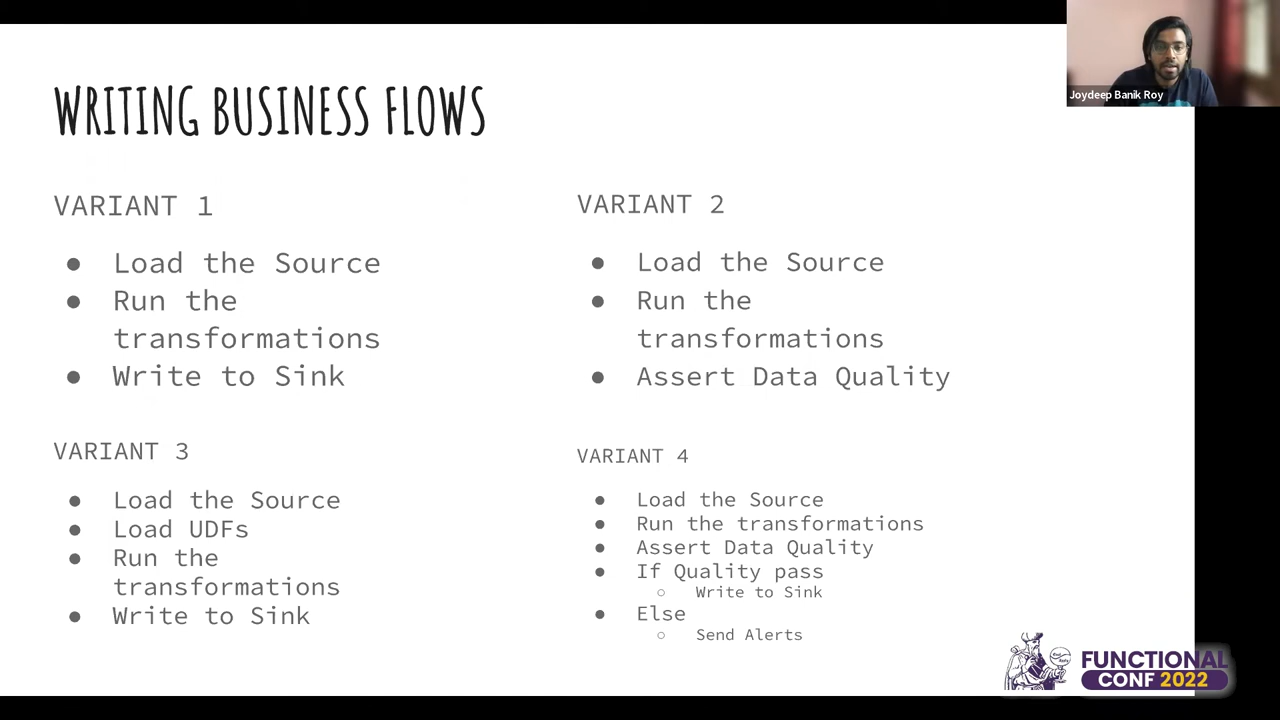 WRITING BUSINESS FLOWS
Joydeep Banik Roy
VARIANT 1
● Load the Source
● Run the
transformations
● Write to Sink
VARIANT 2
● Load the Source
● Run the
transformations
● Assert Data Quality
VARIANT 3
● Load the Source
● Load UDFs
● Run the
transformations
● Write to Sink
VARIANT 4
● Load the Source
● Run the transformations
● Assert Data Quality
● If Quality pass
○ Write to Sink
● Else
○ Send Alerts
FUNCTIONAL
CONF 2022